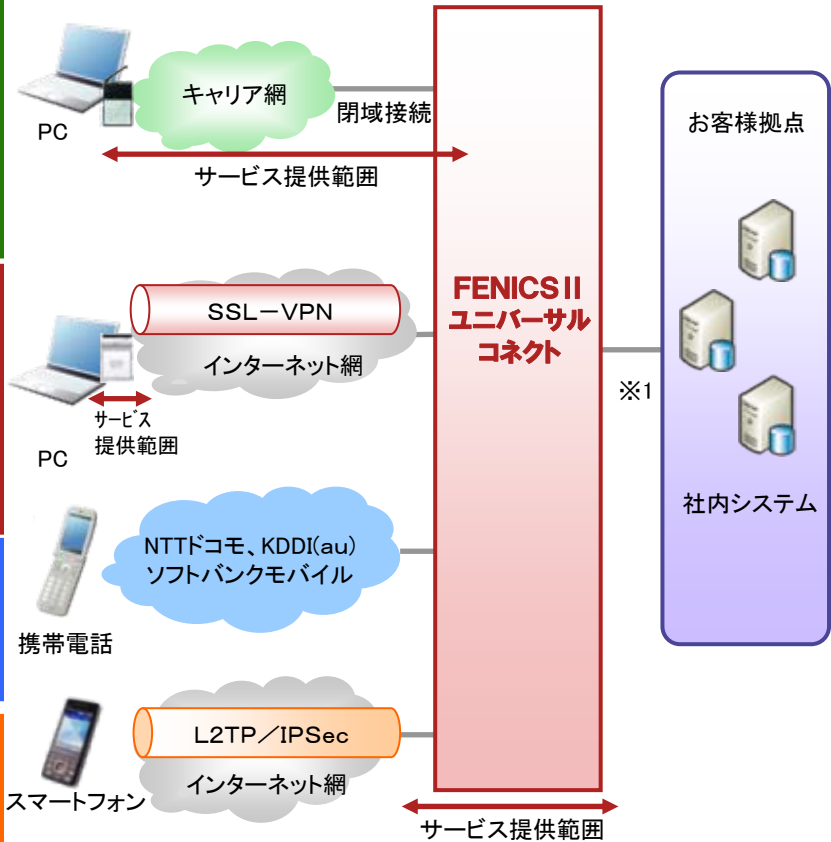 キャリア網
閉域接続
PC
サービス提供範囲
SSL－VPN
インターネット網
サービス
提供範囲
PC
NTTドコモ、KDDI(au)
ソフトバンクモバイル
携帯電話
L2TP／IPSec
インターネット網
スマートフォン
サービス提供範囲
FENICSⅡ
ユニバーサル
コネクト
※1
お客様拠点
社内システム